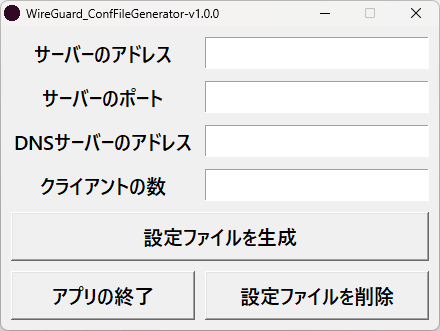 WireGuard_ConfFileGenerator-v1.0.0
サーバーのアドレス
サーバーのポート
DNSサーバーのアドレス
クライアントの数
設定ファイルを生成
アプリの終了
設定ファイルを削除